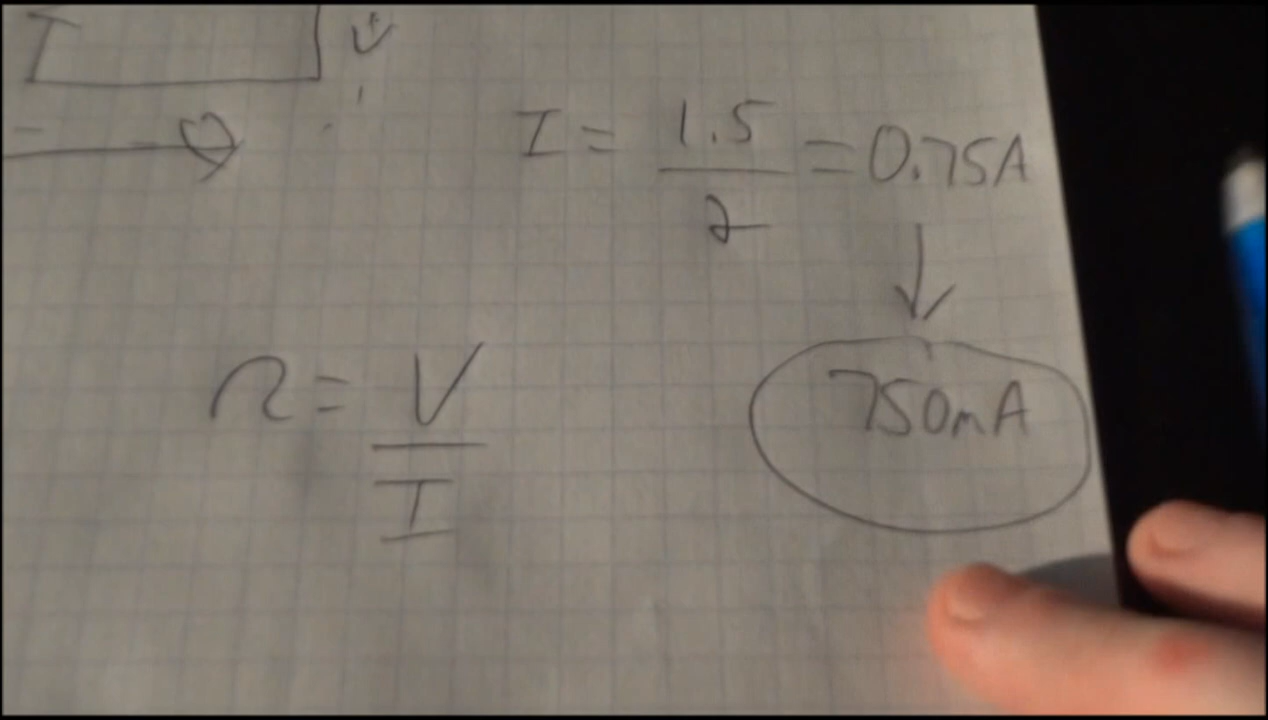 I V
I = 1.5/2 = 0.75A
750mA
R = V/I